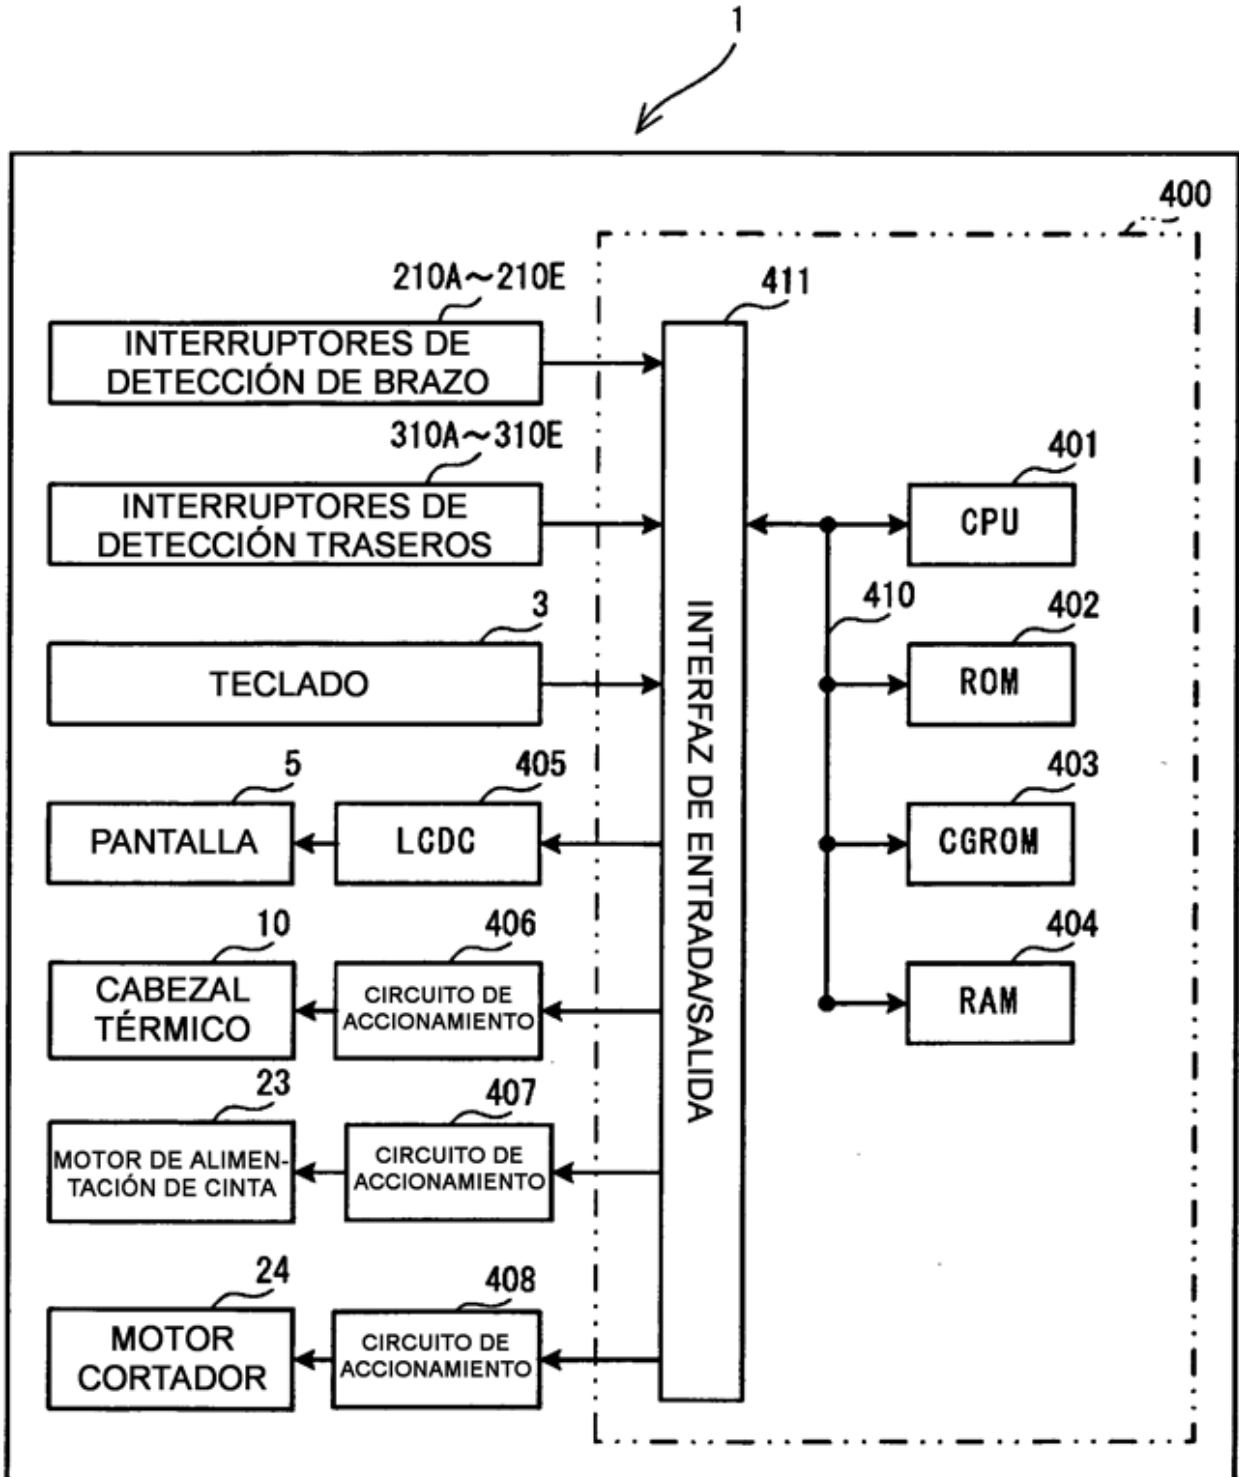 1
400
210A～210E
411
INTERRUPTORES DE
DETECCIÓN DE BRAZO
310A～310E
401
INTERRUPTORES DE
DETECCIÓN TRASEROS
CPU
410
3
402
TECLADO
ROM
INTERFAZ DE ENTRADA/SALIDA
5
405
403
PANTALLA
LCDC
CGROM
10
406
404
CABEZAL
TÉRMICO
CIRCUITO DE
ACCIONAMIENTO
RAM
23
407
MOTOR DE ALIMEN-
TACIÓN DE CINTA
CIRCUITO DE
ACCIONAMIENTO
24
408
MOTOR
CORTADOR
CIRCUITO DE
ACCIONAMIENTO